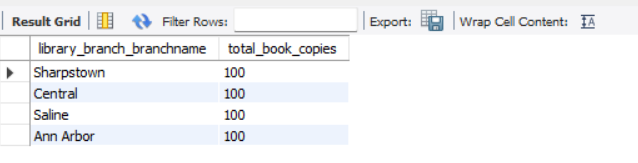 Result Grid Filter Rows: Export: Wrap Cell Content: IA
library_branch_branchname total_book_copies
Sharpstown 100
Central 100
Saline 100
Ann Arbor 100